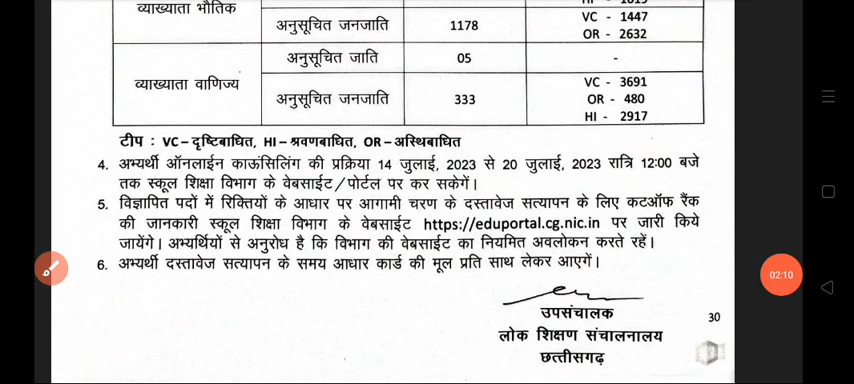 व्याख्याता भौतिक
अनुसूचित जनजाति 1178
VC - 1447
OR - 2632
व्याख्याता वाणिज्य
अनुसूचित जाति 05 -
अनुसूचित जनजाति 333
VC - 3691
OR - 480
HI - 2917
टीप : VC – दृष्टिबाधित, HI – श्रवणबाधित, OR – अस्थिबाधित
4. अभ्यर्थी ऑनलाईन काऊंसिलिंग की प्रक्रिया 14 जुलाई, 2023 से 20 जुलाई, 2023 रात्रि 12:00 बजे
तक स्कूल शिक्षा विभाग के वेबसाईट/पोर्टल पर कर सकेगें।
5. विज्ञापित पदों में रिक्तियों के आधार पर आगामी चरण के दस्तावेज सत्यापन के लिए कटऑफ रैंक
की जानकारी स्कूल शिक्षा विभाग के वेबसाईट https://eduportal.cg.nic.in पर जारी किये
जायेंगे। अभ्यर्थियों से अनुरोध है कि विभाग की वेबसाईट का नियमित अवलोकन करते रहें।
6. अभ्यर्थी दस्तावेज सत्यापन के समय आधार कार्ड की मूल प्रति साथ लेकर आएगें।
उपसंचालक
लोक शिक्षण संचालनालय
छत्तीसगढ़
30
02:10